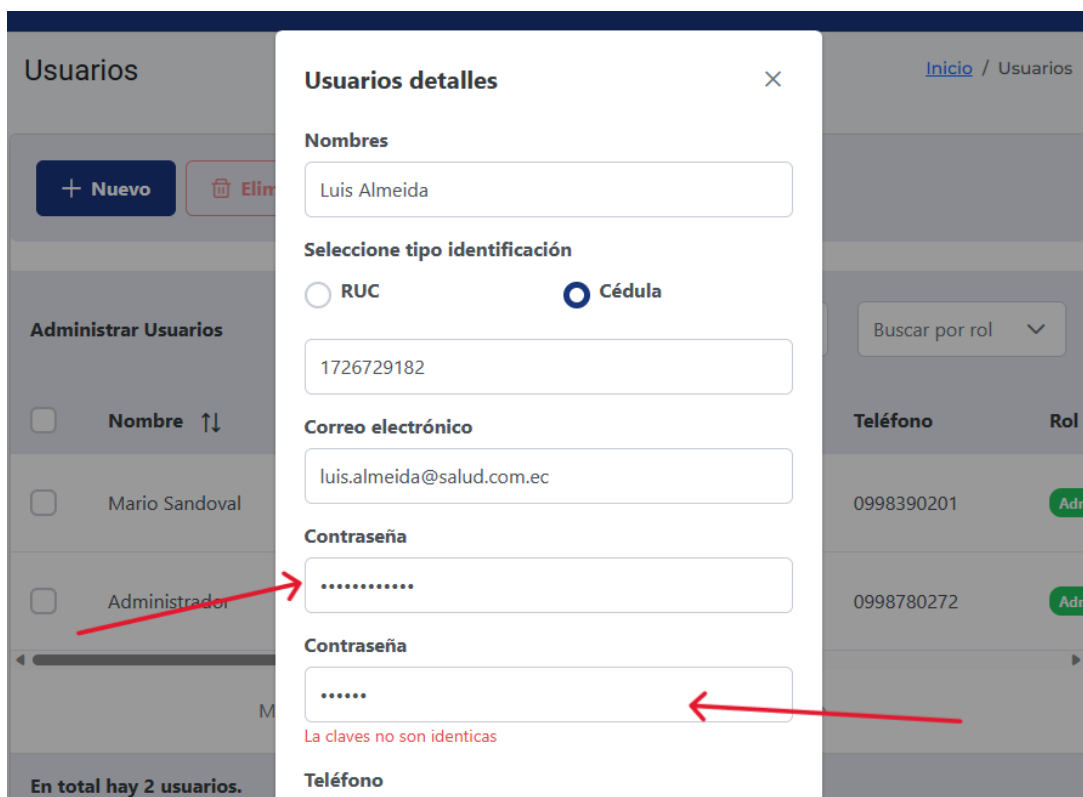 Usuarios
Inicio / Usuarios
Usuarios detalles
Nombres
+ Nuevo
Luis Almeida
Seleccione tipo identificación
RUC
Cédula
Administrar Usuarios
Buscar por rol
1726729182
Nombre
Teléfono
Rol
Correo electrónico
luis.almeida@salud.com.ec
Mario Sandoval
0998390201
Contraseña
••••••••••••
Administrador
0998780272
Contraseña
••••••
La claves no son identicas
Teléfono
En total hay 2 usuarios.